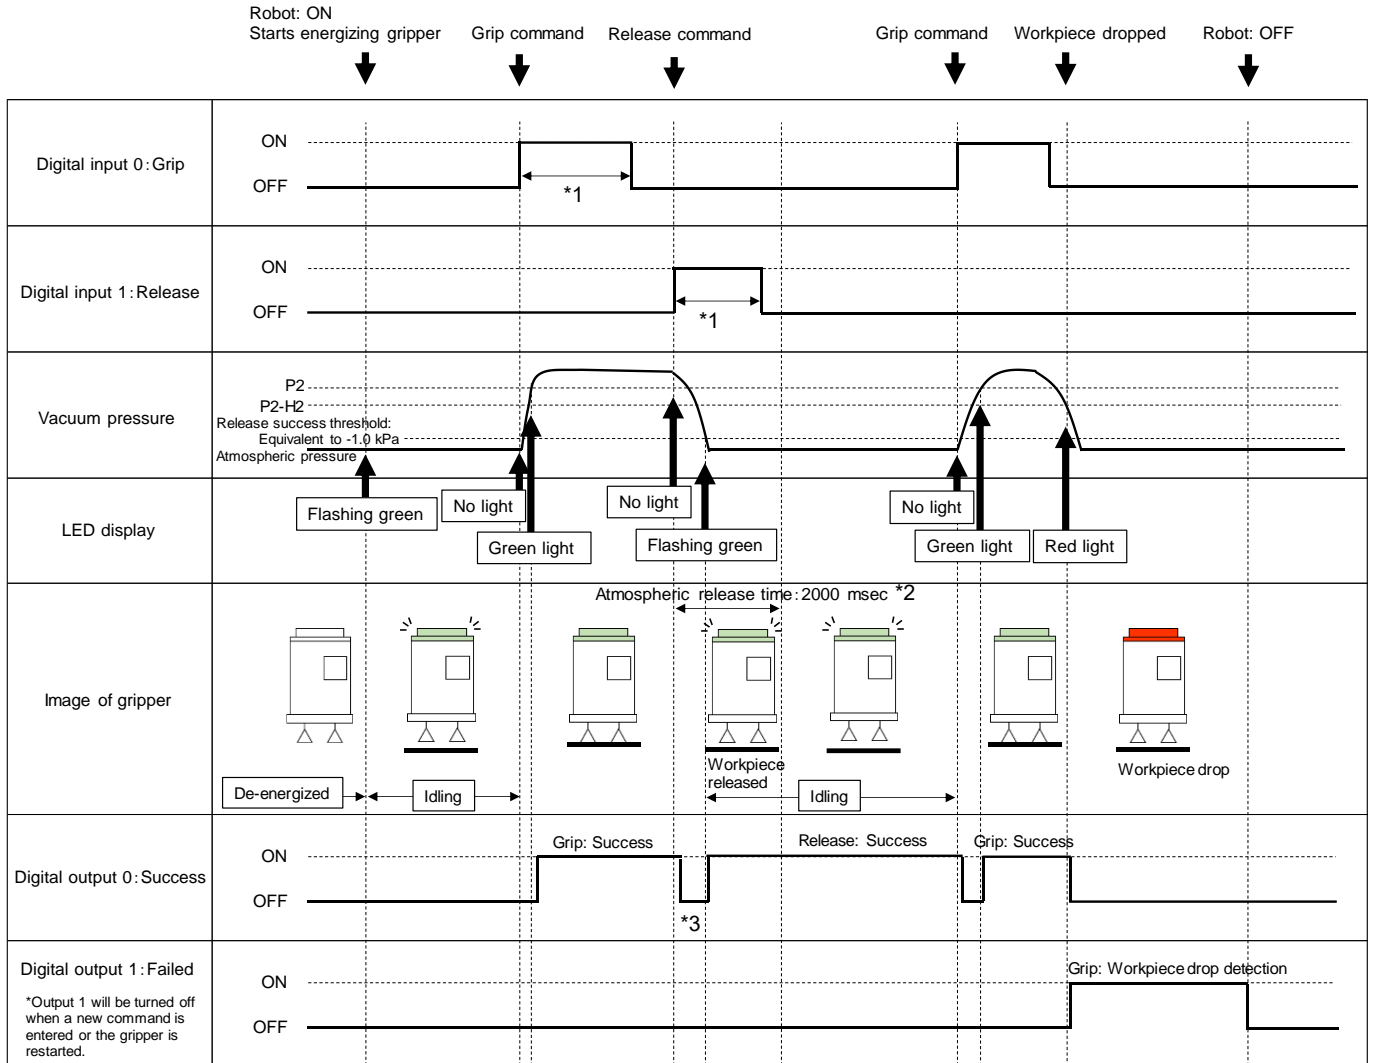 Robot: ON
Starts energizing gripper
Grip command
Release command
Grip command
Workpiece dropped
Robot: OFF
Digital input 0:Grip
ON
OFF
*1
Digital input 1:Release
ON
OFF
*1
Vacuum pressure
P2
P2-H2
Release success threshold:
Equivalent to -1.0 kPa
Atmospheric pressure
LED display
Flashing green
No light
Green light
No light
Flashing green
No light
Green light
Red light
Image of gripper
Atmospheric release time:2000 msec *2
Workpiece
released
Workpiece drop
De-energized
Idling
Idling
Digital output 0:Success
ON
OFF
Grip: Success
*3
Release: Success
Grip: Success
Digital output 1:Failed
*Output 1 will be turned off
when a new command is
entered or the gripper is
restarted.
ON
OFF
Grip: Workpiece drop detection